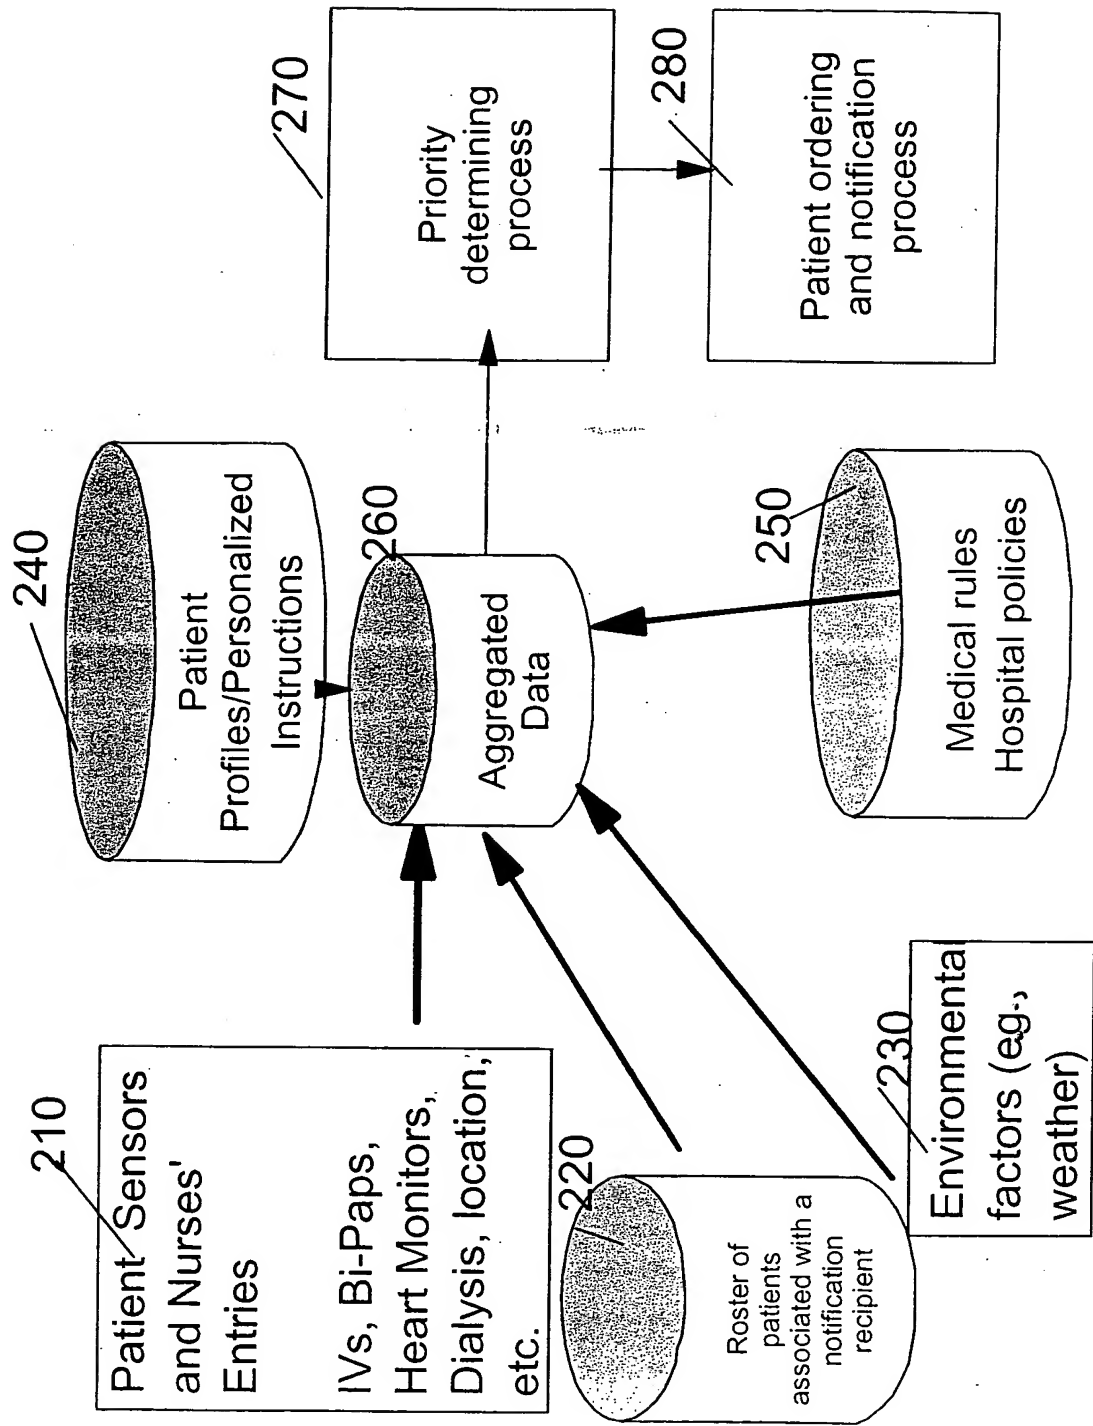 210
Patient Sensors
and Nurses'
Entries
IVs, Bi-Paps,
Heart Monitors,
Dialysis, location,
etc.
220
Roster of
patients
associated with a
notification
recipient
230
Environmental
factors (eg.,
weather)
240
Patient
Profiles/Personalized
Instructions
260
Aggregated
Data
250
Medical rules
Hospital policies
270
Priority
determining
process
280
Patient ordering
and notification
process